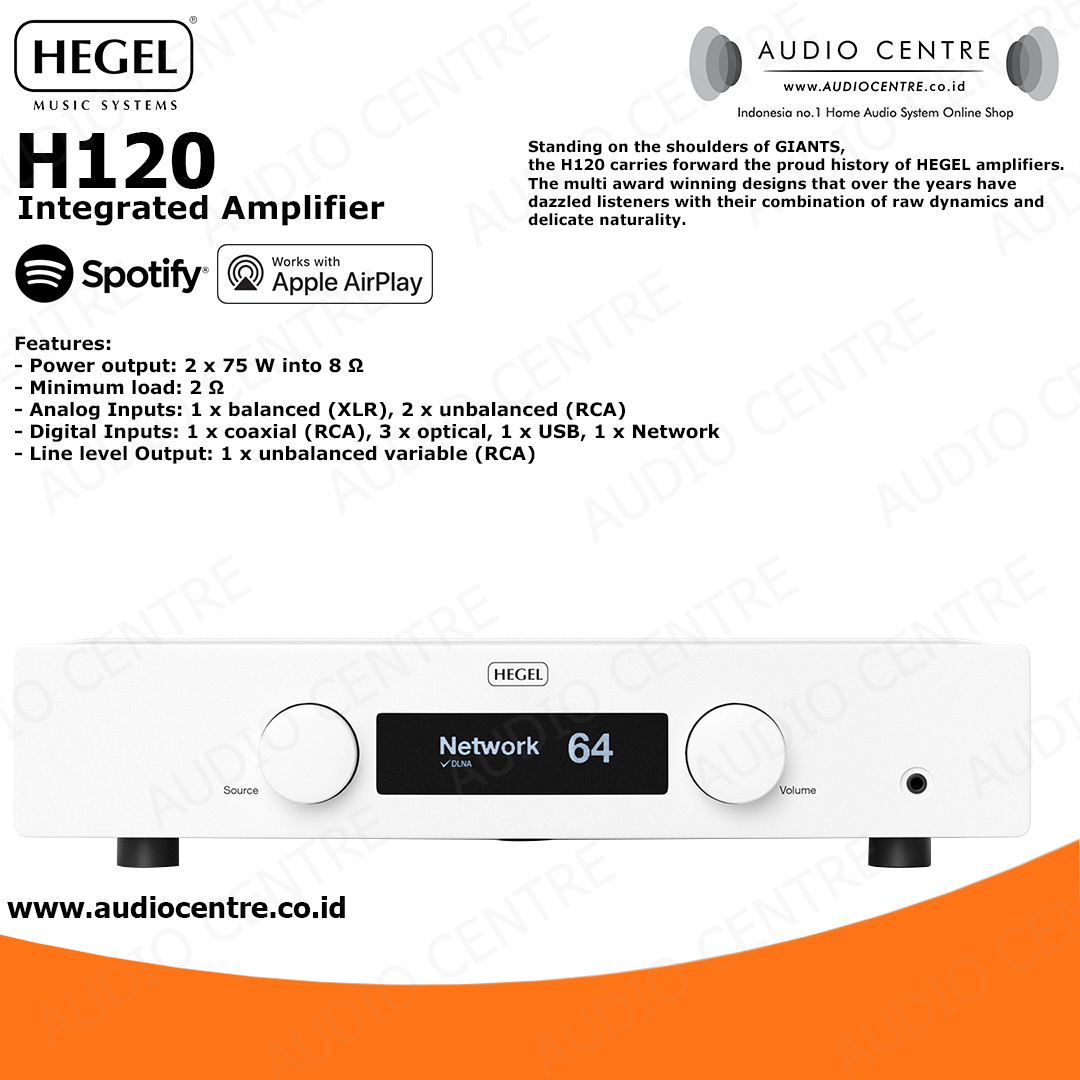 HEGEL®
MUSIC SYSTEMS
AUDIO CENTRE
www.AUDIOCENTRE.co.id
Indonesia no.1 Home Audio System Online Shop
H120
Integrated Amplifier
Standing on the shoulders of GIANTS,
the H120 carries forward the proud history of HEGEL amplifiers.
The multi award winning designs that over the years have
dazzled listeners with their combination of raw dynamics and
delicate naturality.
Spotify®
Works with
Apple AirPlay
Features:
- Power output: 2 x 75 W into 8 Ω
- Minimum load: 2 Ω
- Analog Inputs: 1 x balanced (XLR), 2 x unbalanced (RCA)
- Digital Inputs: 1 x coaxial (RCA), 3 x optical, 1 x USB, 1 x Network
- Line level Output: 1 x unbalanced variable (RCA)
HEGEL
Network 64
✓DLNA
Source
Volume
www.audiocentre.co.id
AUDIO CENTRE